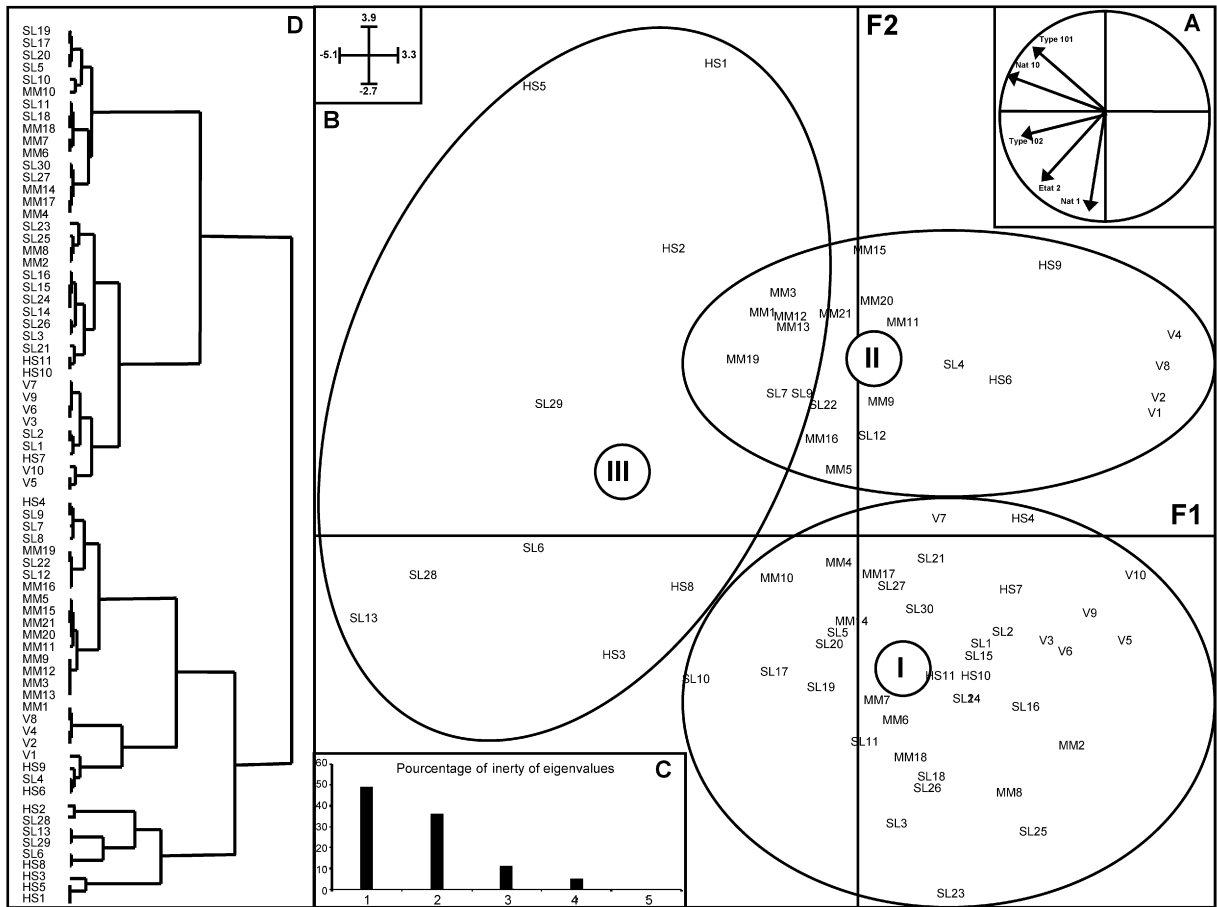 D
SL19
SL17
SL20
SL5
SL10
MM10
SL11
SL18
MM18
MM7
MM6
SL30
SL27
MM14
MM17
MM4
SL23
SL25
MM8
MM2
SL16
SL15
SL24
SL14
SL26
SL3
SL21
HS11
HS10
V7
V9
V6
V3
SL2
SL1
HS7
V10
V5
HS4
SL9
SL7
SL8
MM19
SL22
SL12
MM16
MM5
MM15
MM21
MM20
MM11
MM9
MM12
MM3
MM13
MM1
V8
V4
V2
V1
HS9
SL4
HS6
HS2
SL28
SL13
SL29
SL6
HS8
HS3
HS5
HS1
3.9
-5.1 3.3
-2.7
B
F2
A
Type 101
Nat 10
Type 102
Etat 2
Nat 1
HS1
HS5
HS2
MM15
HS9
MM3
MM20
MM1 MM12 MM21
MM13 MM11
V4
MM19
II
SL4
V8
HS6
SL7 SL9
SL29
SL22
MM9
V2
V1
MM16
SL12
MM5
III
V7
HS4
F1
SL6
SL28
HS8
SL13
HS3
MM10
MM4
SL21
MM17
SL27
HS7
V10
SL30
V9
MM14
SL5
SL20
SL2
SL1
SL15
V3
V6
V5
I
SL10
SL17
SL19
HS11 HS10
MM7
SL16
MM6
SL11
MM2
MM18
SL18
SL26
MM8
SL3
SL25
SL23
Pourcentage of inerty of eigenvalues
C
60
50
40
30
20
10
0
1 2 3 4 5